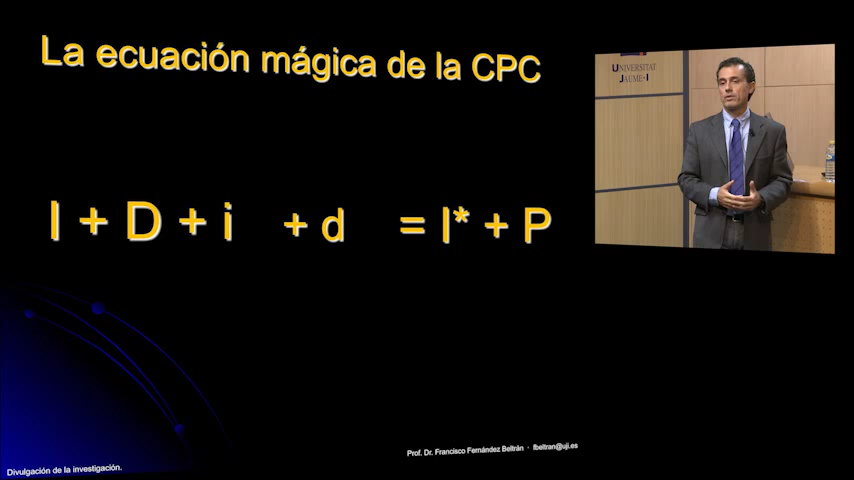 La ecuación mágica de la CPC
I + D + i + d = I* + P
UNIVERSITAT
JAUME·I
Prof. Dr. Francisco Fernández Beltrán · fbeltran@uji.es
Divulgación de la investigación.